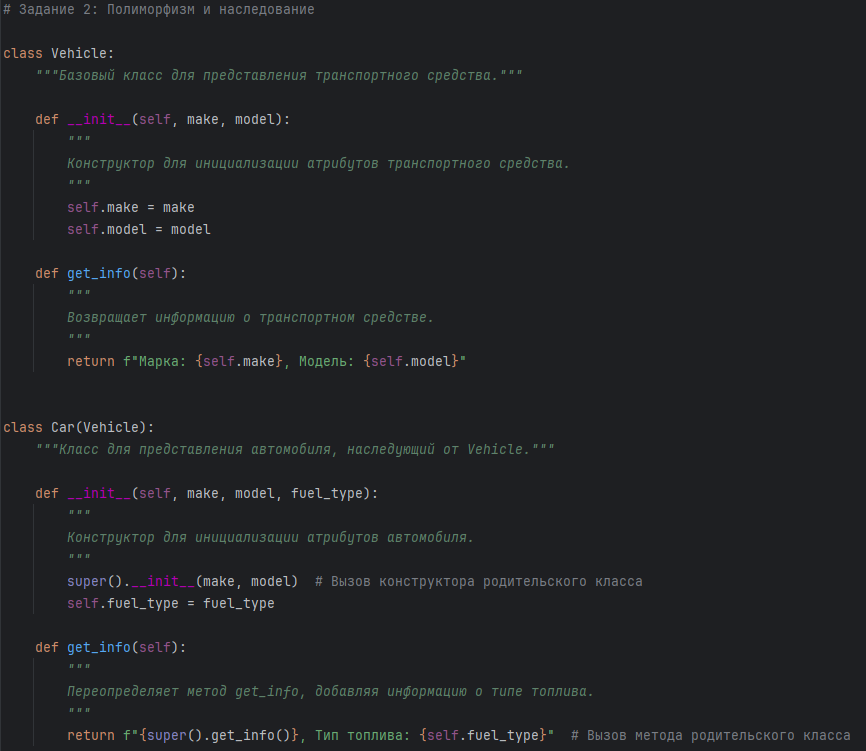 # Задание 2: Полиморфизм и наследование
class Vehicle:
    """Базовый класс для представления транспортного средства."""
    def __init__(self, make, model):
        """
        Конструктор для инициализации атрибутов транспортного средства.
        """
        self.make = make
        self.model = model
    def get_info(self):
        """
        Возвращает информацию о транспортном средстве.
        """
        return f"Марка: {self.make}, Модель: {self.model}"
class Car(Vehicle):
    """Класс для представления автомобиля, наследующий от Vehicle."""
    def __init__(self, make, model, fuel_type):
        """
        Конструктор для инициализации атрибутов автомобиля.
        """
        super().__init__(make, model)  # Вызов конструктора родительского класса
        self.fuel_type = fuel_type
    def get_info(self):
        """
        Переопределяет метод get_info, добавляя информацию о типе топлива.
        """
        return f"{super().get_info()}, Тип топлива: {self.fuel_type}"  # Вызов метода родительского класса